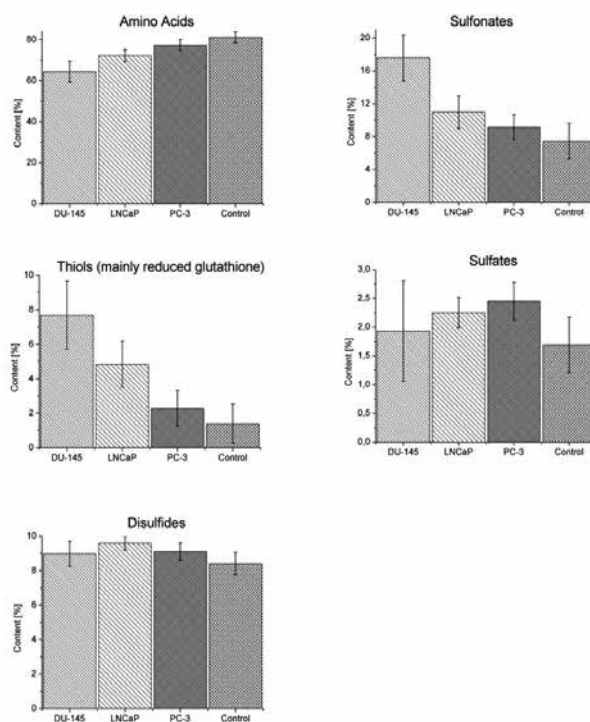 Amino Acids
Content [%]
80
60
40
20
0
DU-145 LNCaP PC-3 Control
Sulfonates
Content [%]
20
16
12
8
4
0
DU-145 LNCaP PC-3 Control
Thiols (mainly reduced glutathione)
Content [%]
10
8
6
4
2
0
DU-145 LNCaP PC-3 Control
Sulfates
Content [%]
3,0
2,5
2,0
1,5
1,0
0,5
0,0
DU-145 LNCaP PC-3 Control
Disulfides
Content [%]
10
8
6
4
2
0
DU-145 LNCaP PC-3 Control